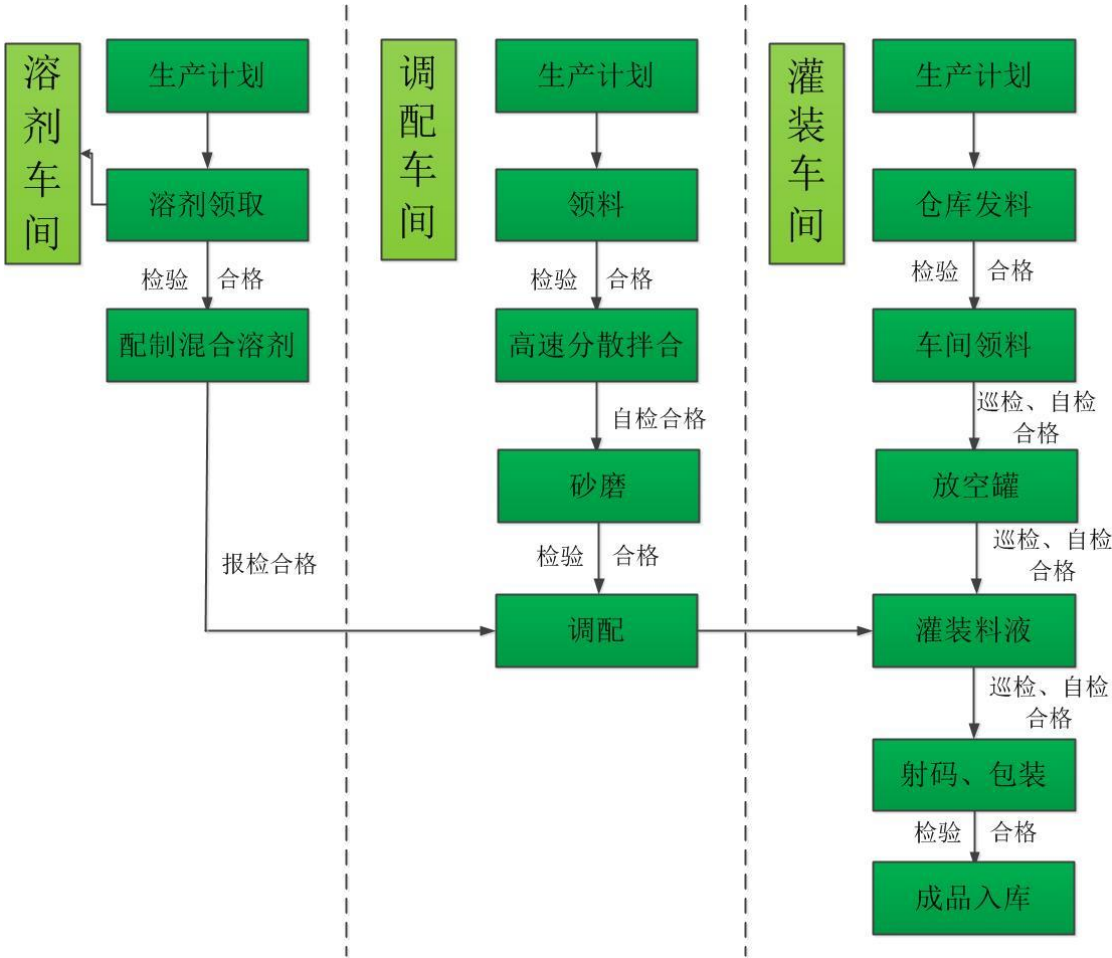 溶剂车间
生产计划
溶剂领取
检验 合格
配制混合溶剂
报检合格
调配车间
生产计划
领料
检验 合格
高速分散拌合
自检合格
砂磨
检验 合格
调配
灌装车间
生产计划
仓库发料
检验 合格
车间领料
巡检、自检
合格
放空罐
巡检、自检
合格
灌装料液
巡检、自检
合格
射码、包装
检验 合格
成品入库